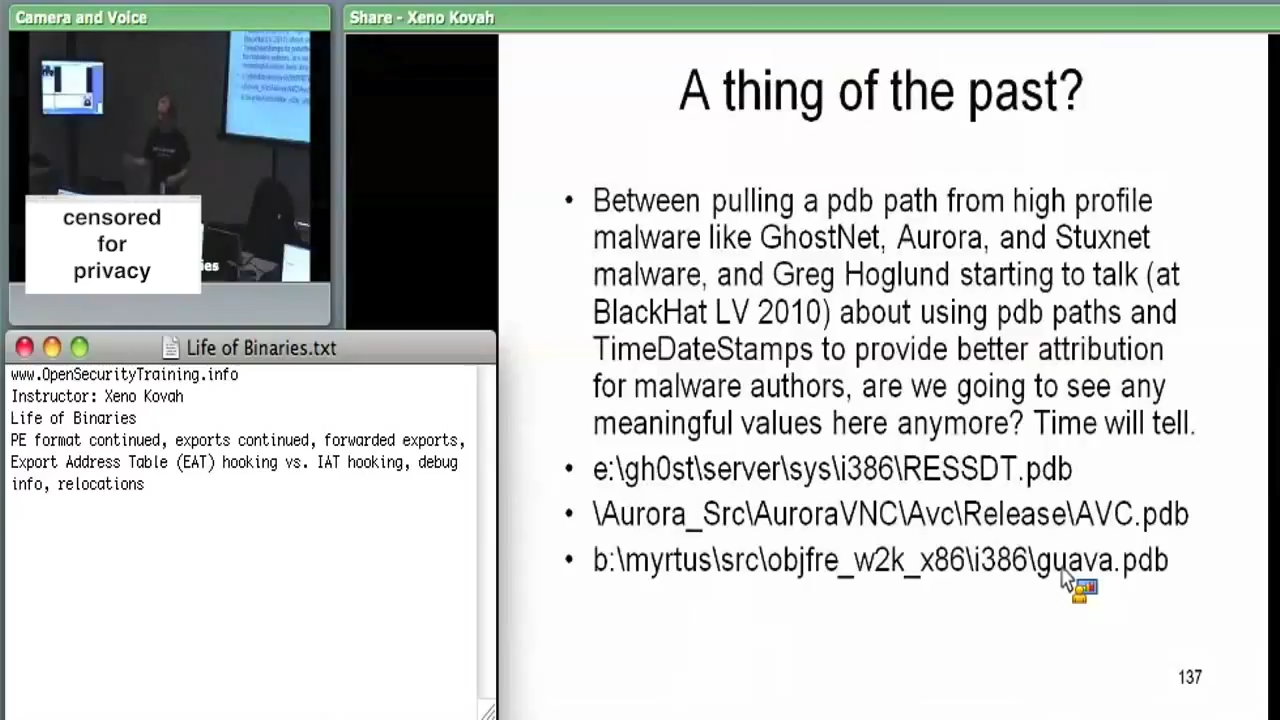 Camera and Voice
censored
for
privacy
Share - Xeno Kovah
Life of Binaries.txt
www.OpenSecurityTraining.info
Instructor: Xeno Kovah
Life of Binaries
PE format continued, exports continued, forwarded exports,
Export Address Table (EAT) hooking vs. IAT hooking, debug
info, relocations
A thing of the past?
• Between pulling a pdb path from high profile
malware like GhostNet, Aurora, and Stuxnet
malware, and Greg Hoglund starting to talk (at
BlackHat LV 2010) about using pdb paths and
TimeDateStamps to provide better attribution
for malware authors, are we going to see any
meaningful values here anymore? Time will tell.
• e:\gh0st\server\sys\i386\RESSDT.pdb
• \Aurora_Src\AuroraVNC\Avc\Release\AVC.pdb
• b:\myrtus\src\objfre_w2k_x86\i386\guava.pdb
137